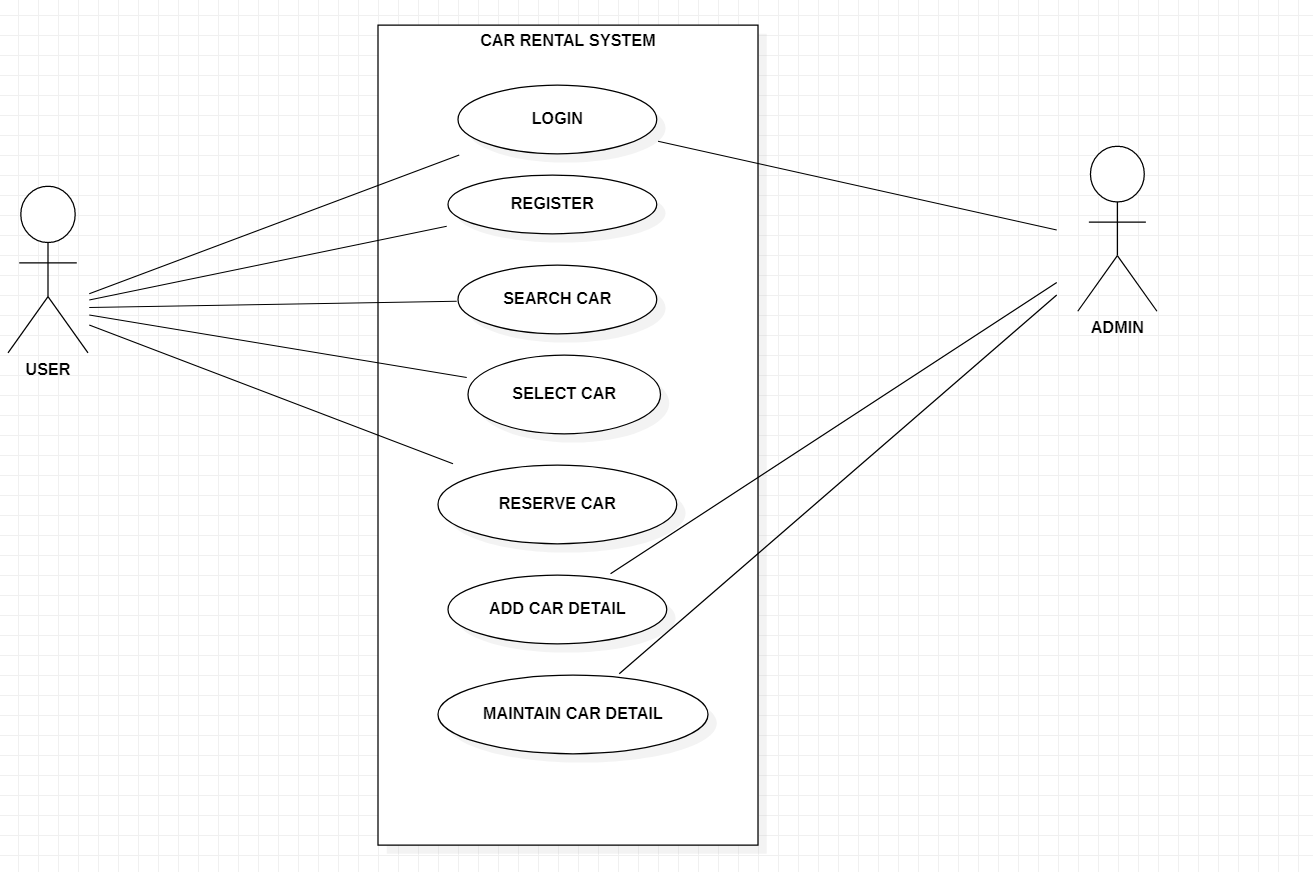 CAR RENTAL SYSTEM
LOGIN
REGISTER
SEARCH CAR
SELECT CAR
RESERVE CAR
ADD CAR DETAIL
MAINTAIN CAR DETAIL
USER
ADMIN